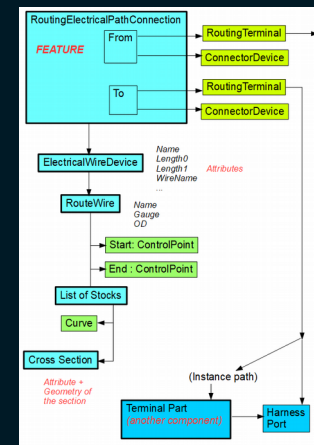 RoutingElectricalPathConnection
From
RoutingTerminal
FEATURE
ConnectorDevice
To
RoutingTerminal
ConnectorDevice
ElectricalWireDevice
Name
Length0
Length1
WireName
...
Attributes
RouteWire
Name
Gauge
OD
Start: ControlPoint
End : ControlPoint
List of Stocks
Curve
Cross Section
Attribute +
Geometry of
the section
(Instance path)
Terminal Part
(another component)
Harness
Port